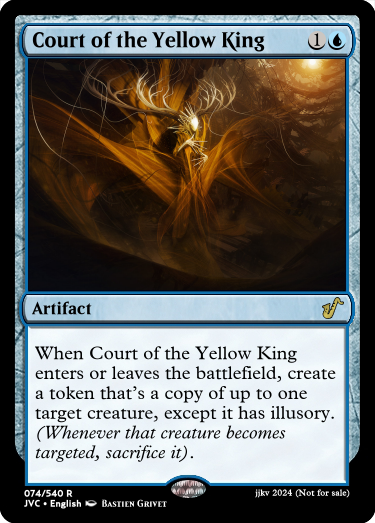 Court of the Yellow King 1
Artifact
When Court of the Yellow King
enters or leaves the battlefield, create
a token that's a copy of up to one
target creature, except it has illusory.
(Whenever that creature becomes
targeted, sacrifice it).
074/540 R
JVC • English Bastien Grivet
jjkv 2024 (Not for sale)